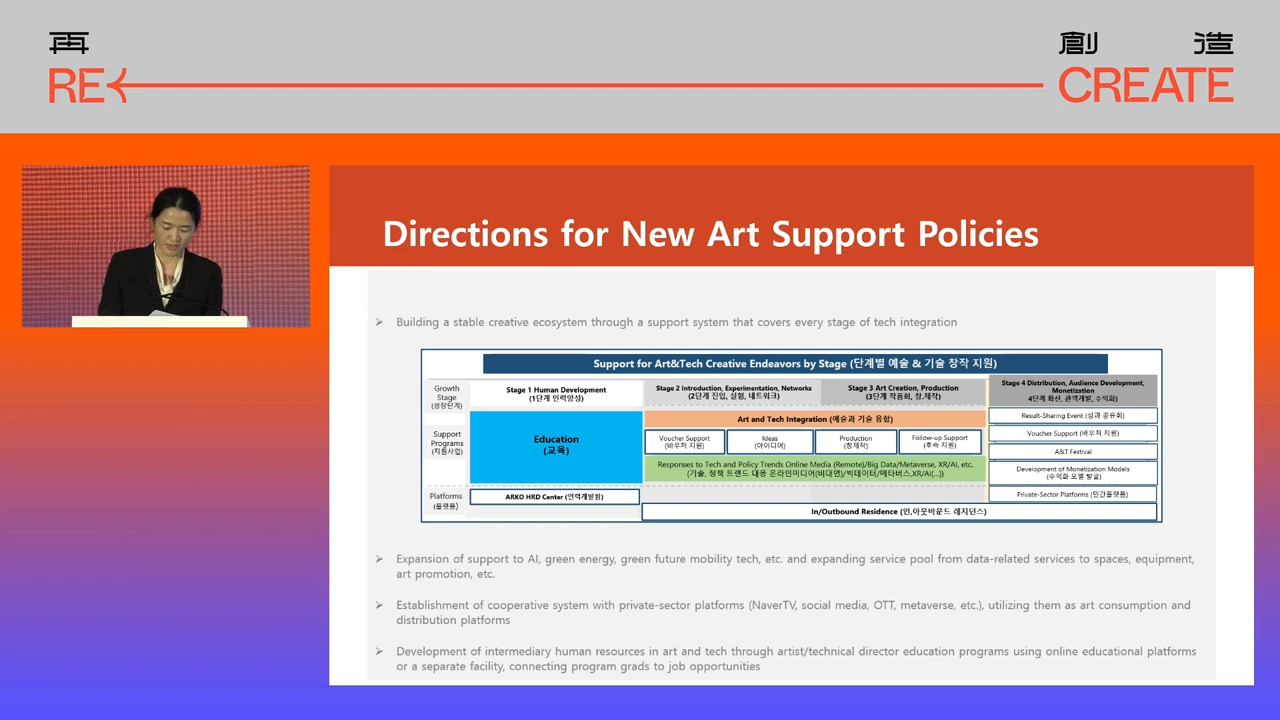 再
創 造
RE
CREATE
Directions for New Art Support Policies
Building a stable creative ecosystem through a support system that covers every stage of tech integration
Support for Art&Tech Creative Endeavors by Stage (단계별 예술 & 기술 창작 지원)
Growth
Stage
(성장단계)
Stage 1 Human Development
(1단계 인력양성)
Stage 2 Introduction, Experimentation, Networks
(2단계 진입, 실험, 네트워크)
Stage 3 Art Creation, Production
(3단계 작품화, 창.제작)
Stage 4 Distribution, Audience Development,
Monetization
4단계 확산, 관객개발, 수익화)
Support
Programs
(지원사업)
Education
(교육)
Art and Tech Integration (예술과 기술 융합)
Voucher Support
(바우처 지원)
Ideas
(아이디어)
Production
(창제작)
Follow-up Support
(후속 지원)
Responses to Tech and Policy Trends Online Media (Remote)/Big Data/Metaverse, XR/AI, etc.
(기술, 정책 트렌드 대응 온라인미디어(비대면)/빅데이터/메타버스,XR/AI(...))
Result-Sharing Event (성과 공유회)
Voucher Support (바우처 지원)
A&T Festival
Development of Monetization Models
(수익화 모델 발굴)
Private-Sector Platforms (민간플랫폼)
Platforms
(플랫폼)
ARKO HRD Center (인력개발원)
In/Outbound Residence (인,아웃바운드 레지던스)
Expansion of support to AI, green energy, green future mobility tech, etc. and expanding service pool from data-related services to spaces, equipment,
art promotion, etc.
Establishment of cooperative system with private-sector platforms (NaverTV, social media, OTT, metaverse, etc.), utilizing them as art consumption and
distribution platforms
Development of intermediary human resources in art and tech through artist/technical director education programs using online educational platforms
or a separate facility, connecting program grads to job opportunities